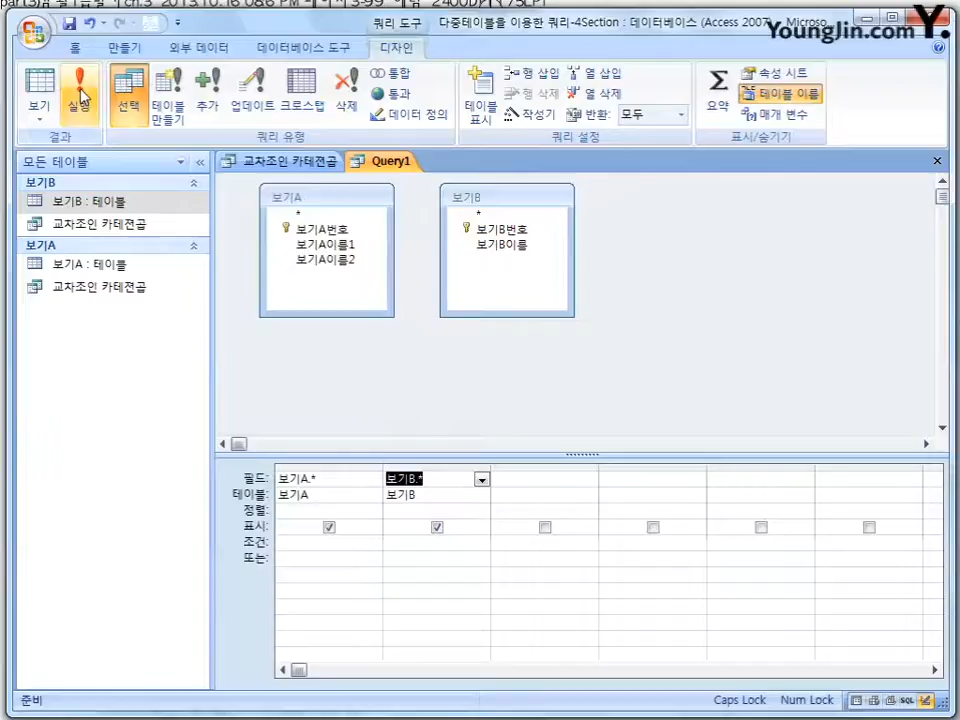 쿼리 도구
다중테이블을 이용한 쿼리-4Section : 데이터베이스 (Access 2007)
Microso
YoungJin.com Y.
홈
만들기
외부 데이터
데이터베이스 도구
디자인
보기
실행
결과
선택
테이블 만들기
추가
업데이트
크로스탭
삭제
통합
통과
데이터 정의
쿼리 유형
테이블 표시
행 삽입
행 삭제
작성기
열 삽입
열 삭제
반환:
모두
쿼리 설정
요약
속성 시트
테이블 이름
매개 변수
표시/숨기기
모든 테이블
보기B
보기B : 테이블
교차조인 카테젼곱
보기A
보기A : 테이블
교차조인 카테젼곱
교차조인 카테젼곱
Query1
보기A
*
보기A번호
보기A이름1
보기A이름2
보기B
*
보기B번호
보기B이름
필드: 보기A.* 보기B.*
테이블: 보기A 보기B
정렬:
표시:
조건:
또는:
준비
Caps Lock
Num Lock
SQL